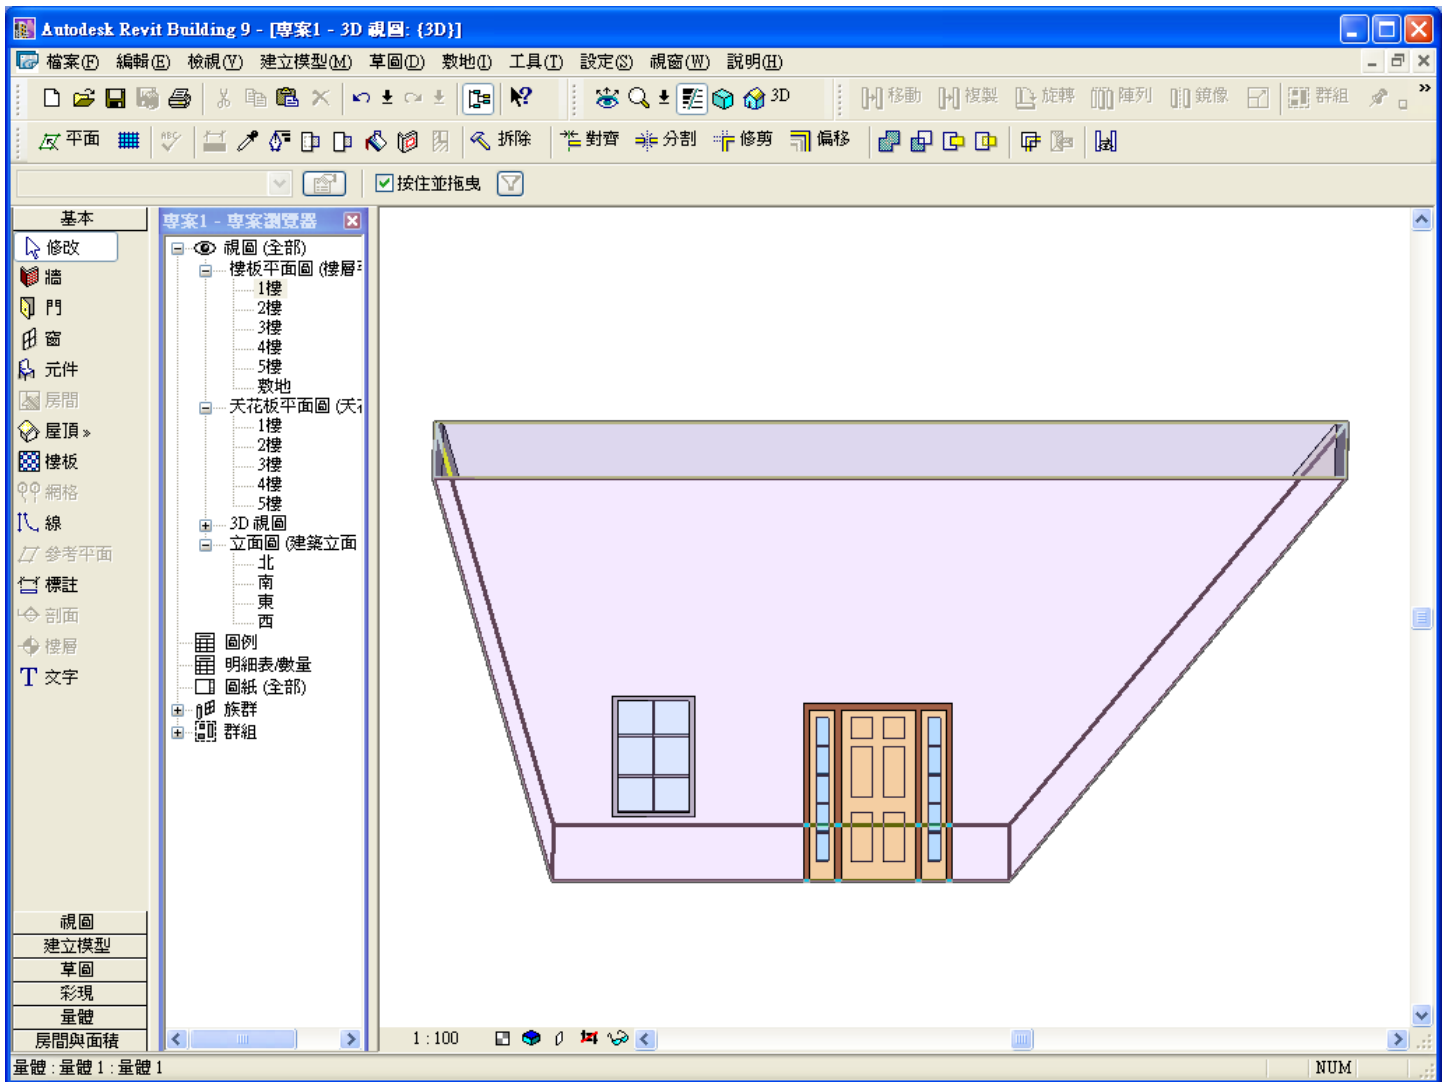 Autodesk Revit Building 9 - [專案1 - 3D 視圖: {3D}]
檔案(F) 編輯(E) 檢視(V) 建立模型(M) 草圖(D) 敷地(I) 工具(T) 設定(S) 視窗(W) 說明(H)
3D 移動 複製 旋轉 陣列 鏡像 群組 »
平面 ABC 拆除 對齊 分割 修剪 偏移
按住並拖曳
基本
修改
牆
門
窗
元件
房間
屋頂 »
樓板
網格
線
參考平面
標註
剖面
樓層
T 文字
視圖
建立模型
草圖
彩現
量體
房間與面積
專案1 - 專案瀏覽器
視圖 (全部)
樓板平面圖 (樓層平
1樓
2樓
3樓
4樓
5樓
敷地
天花板平面圖 (天花
1樓
2樓
3樓
4樓
5樓
3D 視圖
立面圖 (建築立面
北
南
東
西
圖例
明細表/數量
圖紙 (全部)
族群
群組
1 : 100
量體 : 量體 1 : 量體 1
NUM